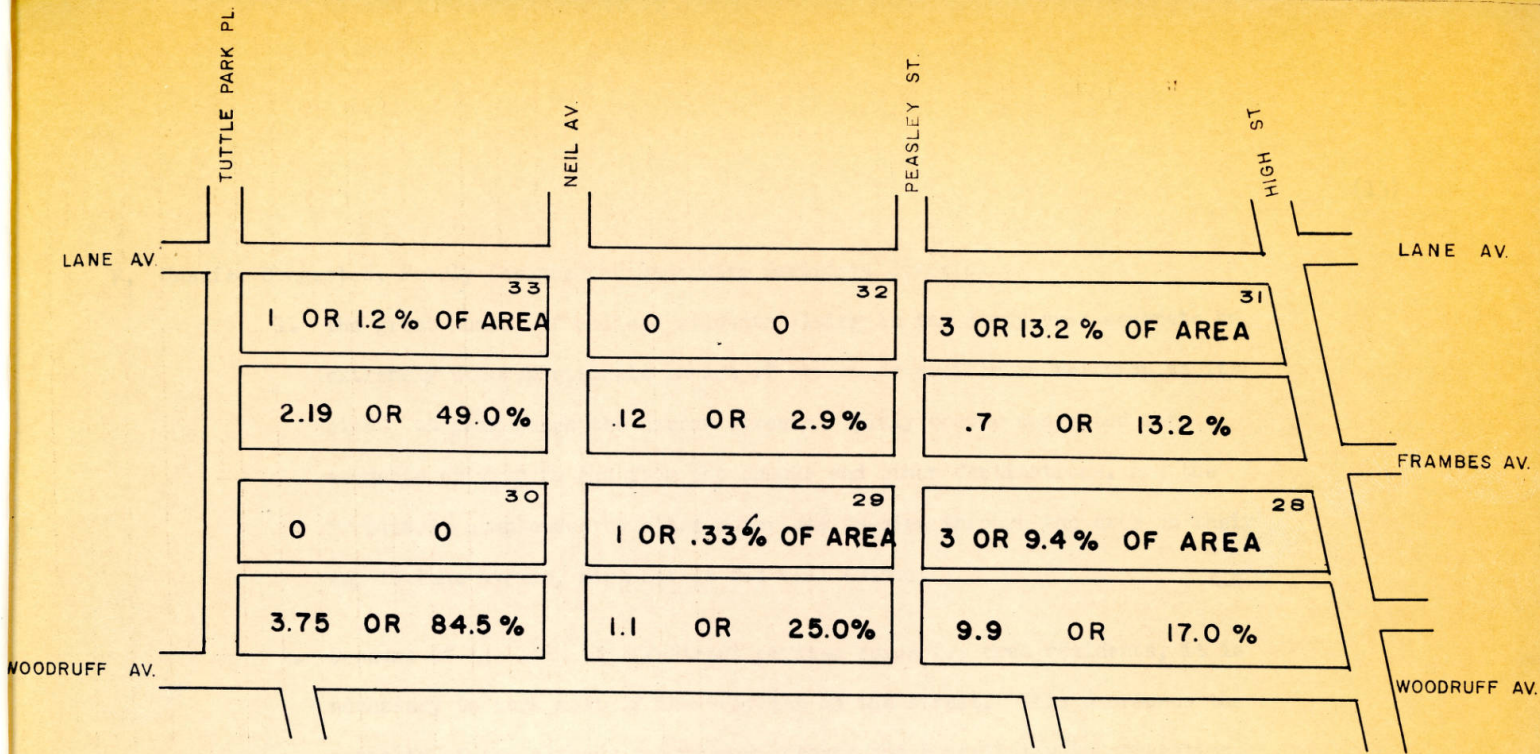 TUTTLE PARK PL.
NEIL AV.
PEASLEY ST.
HIGH ST
LANE AV.
LANE AV.
33
1 OR 1.2 % OF AREA
32
0 0
31
3 OR 13.2 % OF AREA
2.19 OR 49.0%
.12 OR 2.9%
.7 OR 13.2 %
FRAMBES AV.
30
0 0
29
1 OR .33% OF AREA
28
3 OR 9.4% OF AREA
3.75 OR 84.5%
1.1 OR 25.0%
9.9 OR 17.0 %
WOODRUFF AV.
WOODRUFF AV.